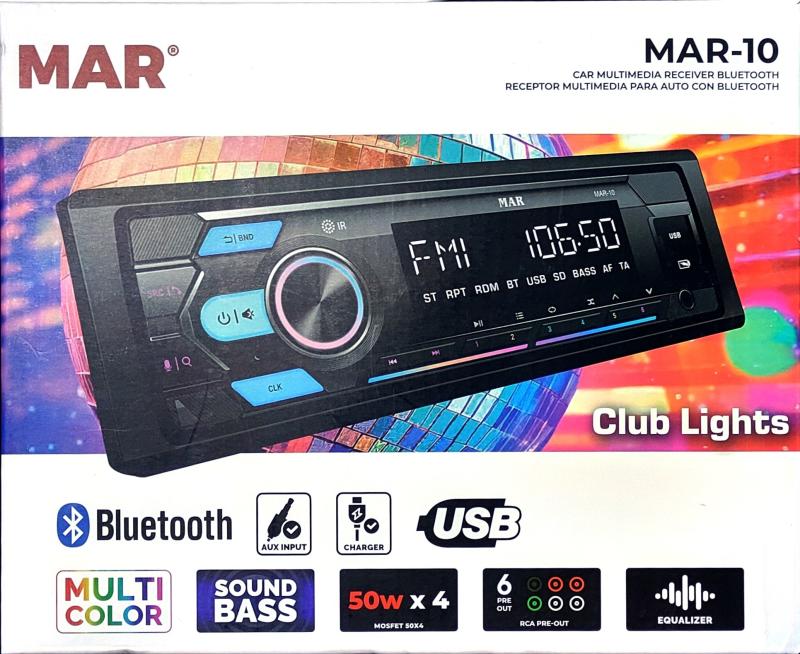 MAR®
MAR-10
CAR MULTIMEDIA RECEIVER BLUETOOTH
RECEPTOR MULTIMEDIA PARA AUTO CON BLUETOOTH
MAR
MAR-10
BND
IR
USB
FM1 106.50
SRC
ST RPT RDM BT USB SD BASS AF TA
1 2 3 4 5 6
CLK
Club Lights
Bluetooth
AUX INPUT
CHARGER
USB
MULTI
COLOR
SOUND
BASS
50w x 4
MOSFET 50X4
6
PRE
OUT
RCA PRE-OUT
EQUALIZER